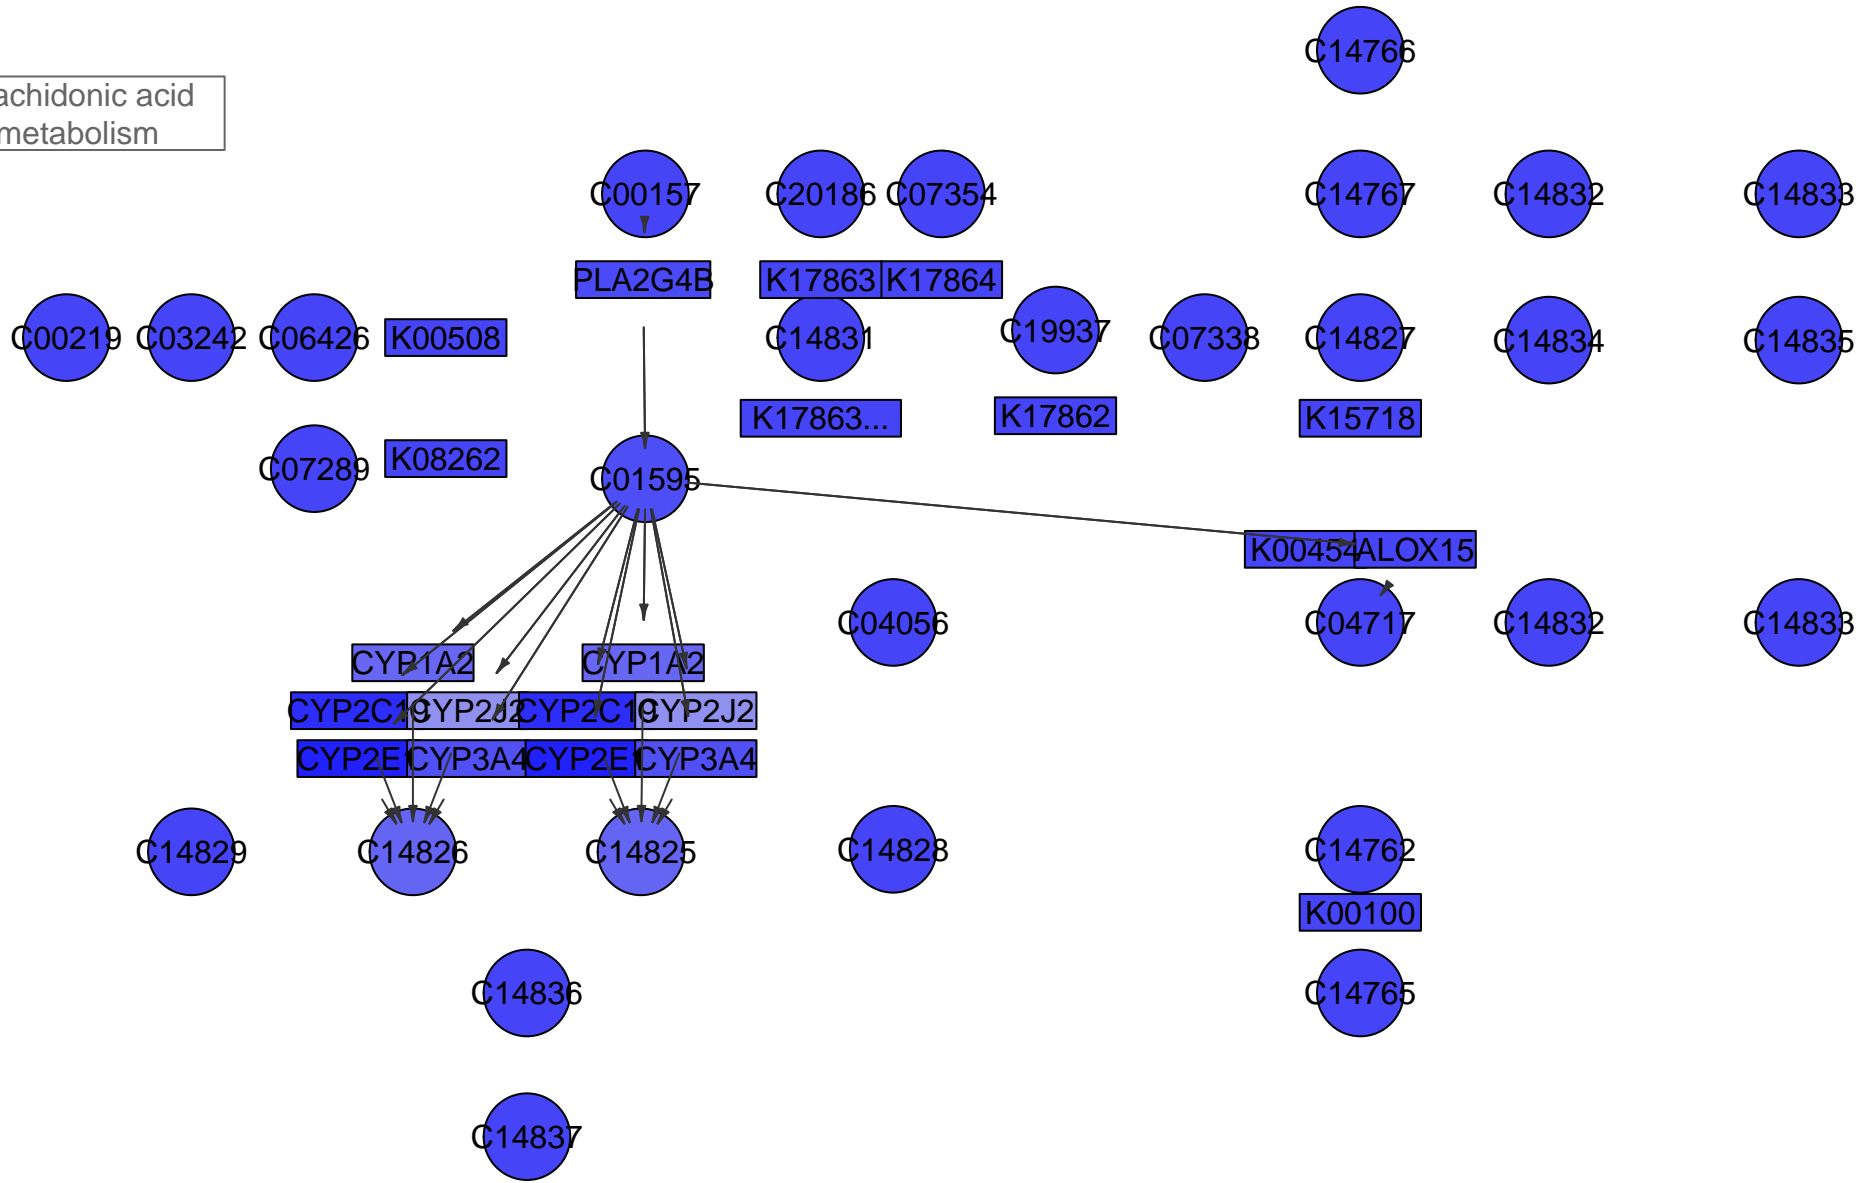 C14766
achidonic acid
metabolism
C00157
C20186
C07354
C14767
C14832
C14833
PLA2G4B
K17863
K17864
C00219
C03242
C06426
K00508
C14831
C19937
C07338
C14827
C14834
C14835
K17863...
K17862
K15718
C07289
K08262
C01595
K00454
ALOX15
C04056
C04717
C14832
C14833
CYP1A2
CYP1A2
CYP2C19
CYP2J2
CYP2C19
CYP2J2
CYP2E1
CYP3A4
CYP2E1
CYP3A4
C14829
C14826
C14825
C14828
C14762
K00100
C14836
C14765
C14837